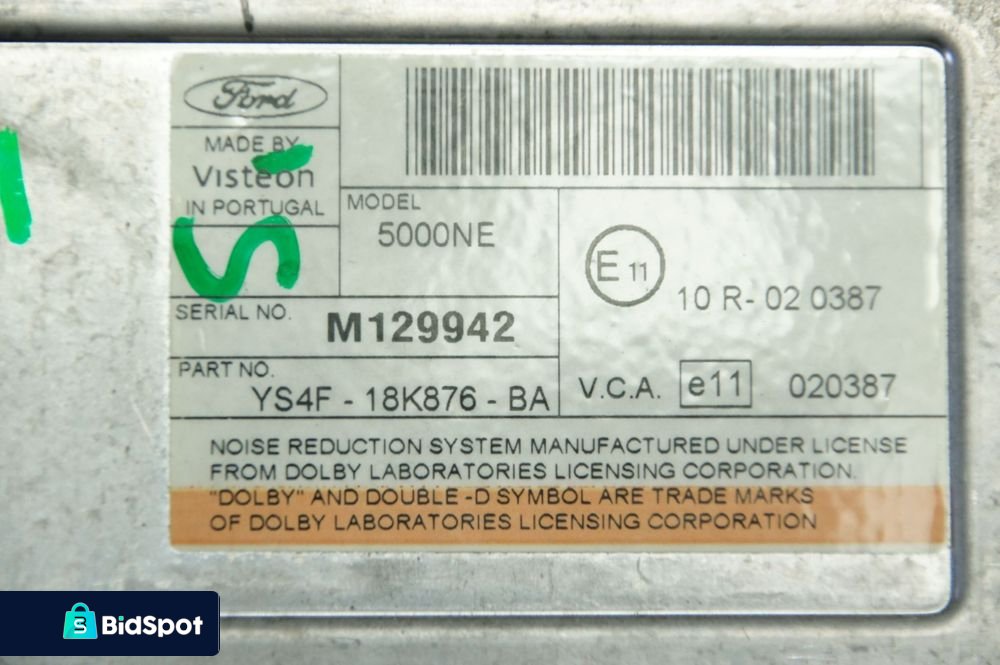 Ford
MADE BY
Visteon
IN PORTUGAL
MODEL
5000NE
E 11
10 R- 02 0387
SERIAL NO.
M129942
PART NO.
YS4F - 18K876 - BA
V.C.A. e11 020387
NOISE REDUCTION SYSTEM MANUFACTURED UNDER LICENSE
FROM DOLBY LABORATORIES LICENSING CORPORATION.
"DOLBY" AND DOUBLE -D SYMBOL ARE TRADE MARKS
OF DOLBY LABORATORIES LICENSING CORPORATION
S
BidSpot